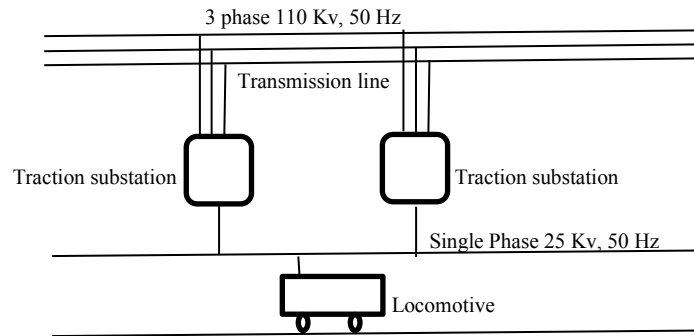 3 phase 110 Kv, 50 Hz
Transmission line
Traction substation
Traction substation
Single Phase 25 Kv, 50 Hz
Locomotive